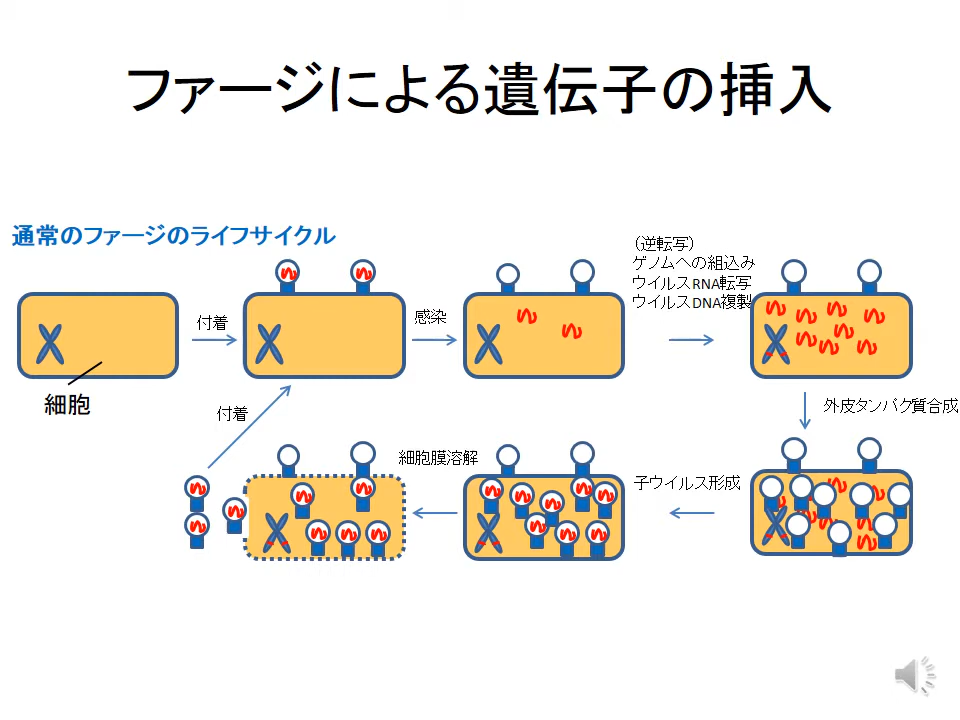 ファージによる遺伝子の挿入
通常のファージのライフサイクル
(逆転写)
ゲノムへの組込み
ウイルスRNA転写
ウイルスDNA複製
付着
感染
細胞
付着
外皮タンパク質合成
細胞膜溶解
子ウイルス形成